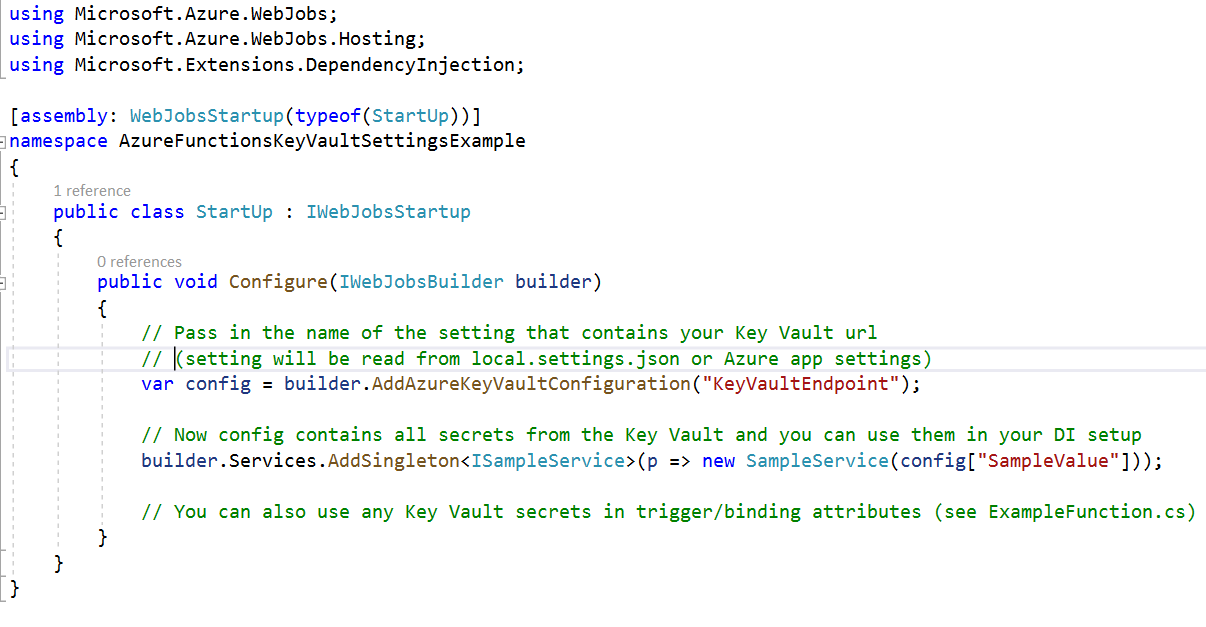 using Microsoft.Azure.WebJobs;
using Microsoft.Azure.WebJobs.Hosting;
using Microsoft.Extensions.DependencyInjection;
[assembly: WebJobsStartup(typeof(StartUp))]
namespace AzureFunctionsKeyVaultSettingsExample
{
1 reference
public class StartUp : IWebJobsStartup
{
0 references
public void Configure(IWebJobsBuilder builder)
{
// Pass in the name of the setting that contains your Key Vault url
// (setting will be read from local.settings.json or Azure app settings)
var config = builder.AddAzureKeyVaultConfiguration("KeyVaultEndpoint");
// Now config contains all secrets from the Key Vault and you can use them in your DI setup
builder.Services.AddSingleton<ISampleService>(p => new SampleService(config["SampleValue"]));
// You can also use any Key Vault secrets in trigger/binding attributes (see ExampleFunction.cs)
}
}
}